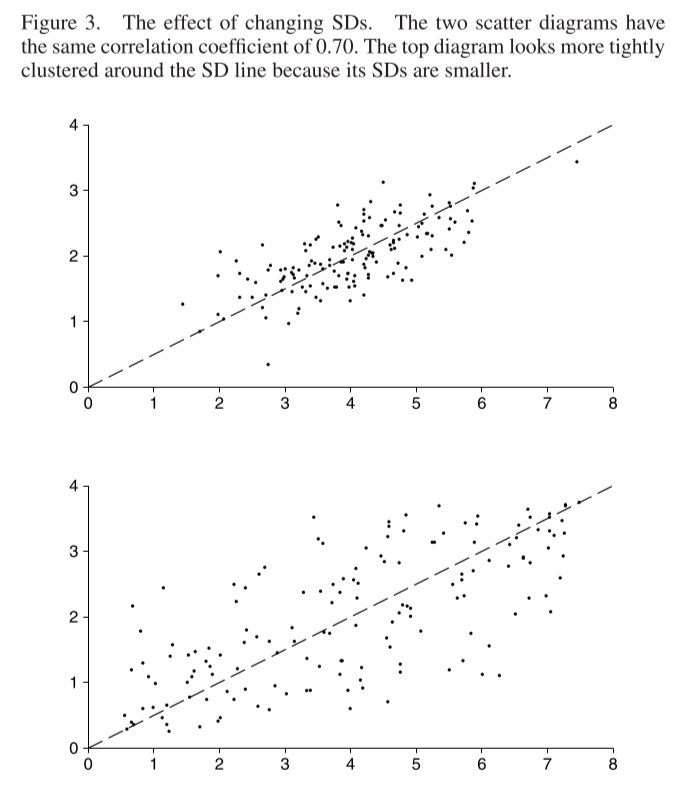 Figure 3. The effect of changing SDs. The two scatter diagrams have
the same correlation coefficient of 0.70. The top diagram looks more tightly
clustered around the SD line because its SDs are smaller.
4
3
2
1
0
0 1 2 3 4 5 6 7 8
4
3
2
1
0
0 1 2 3 4 5 6 7 8